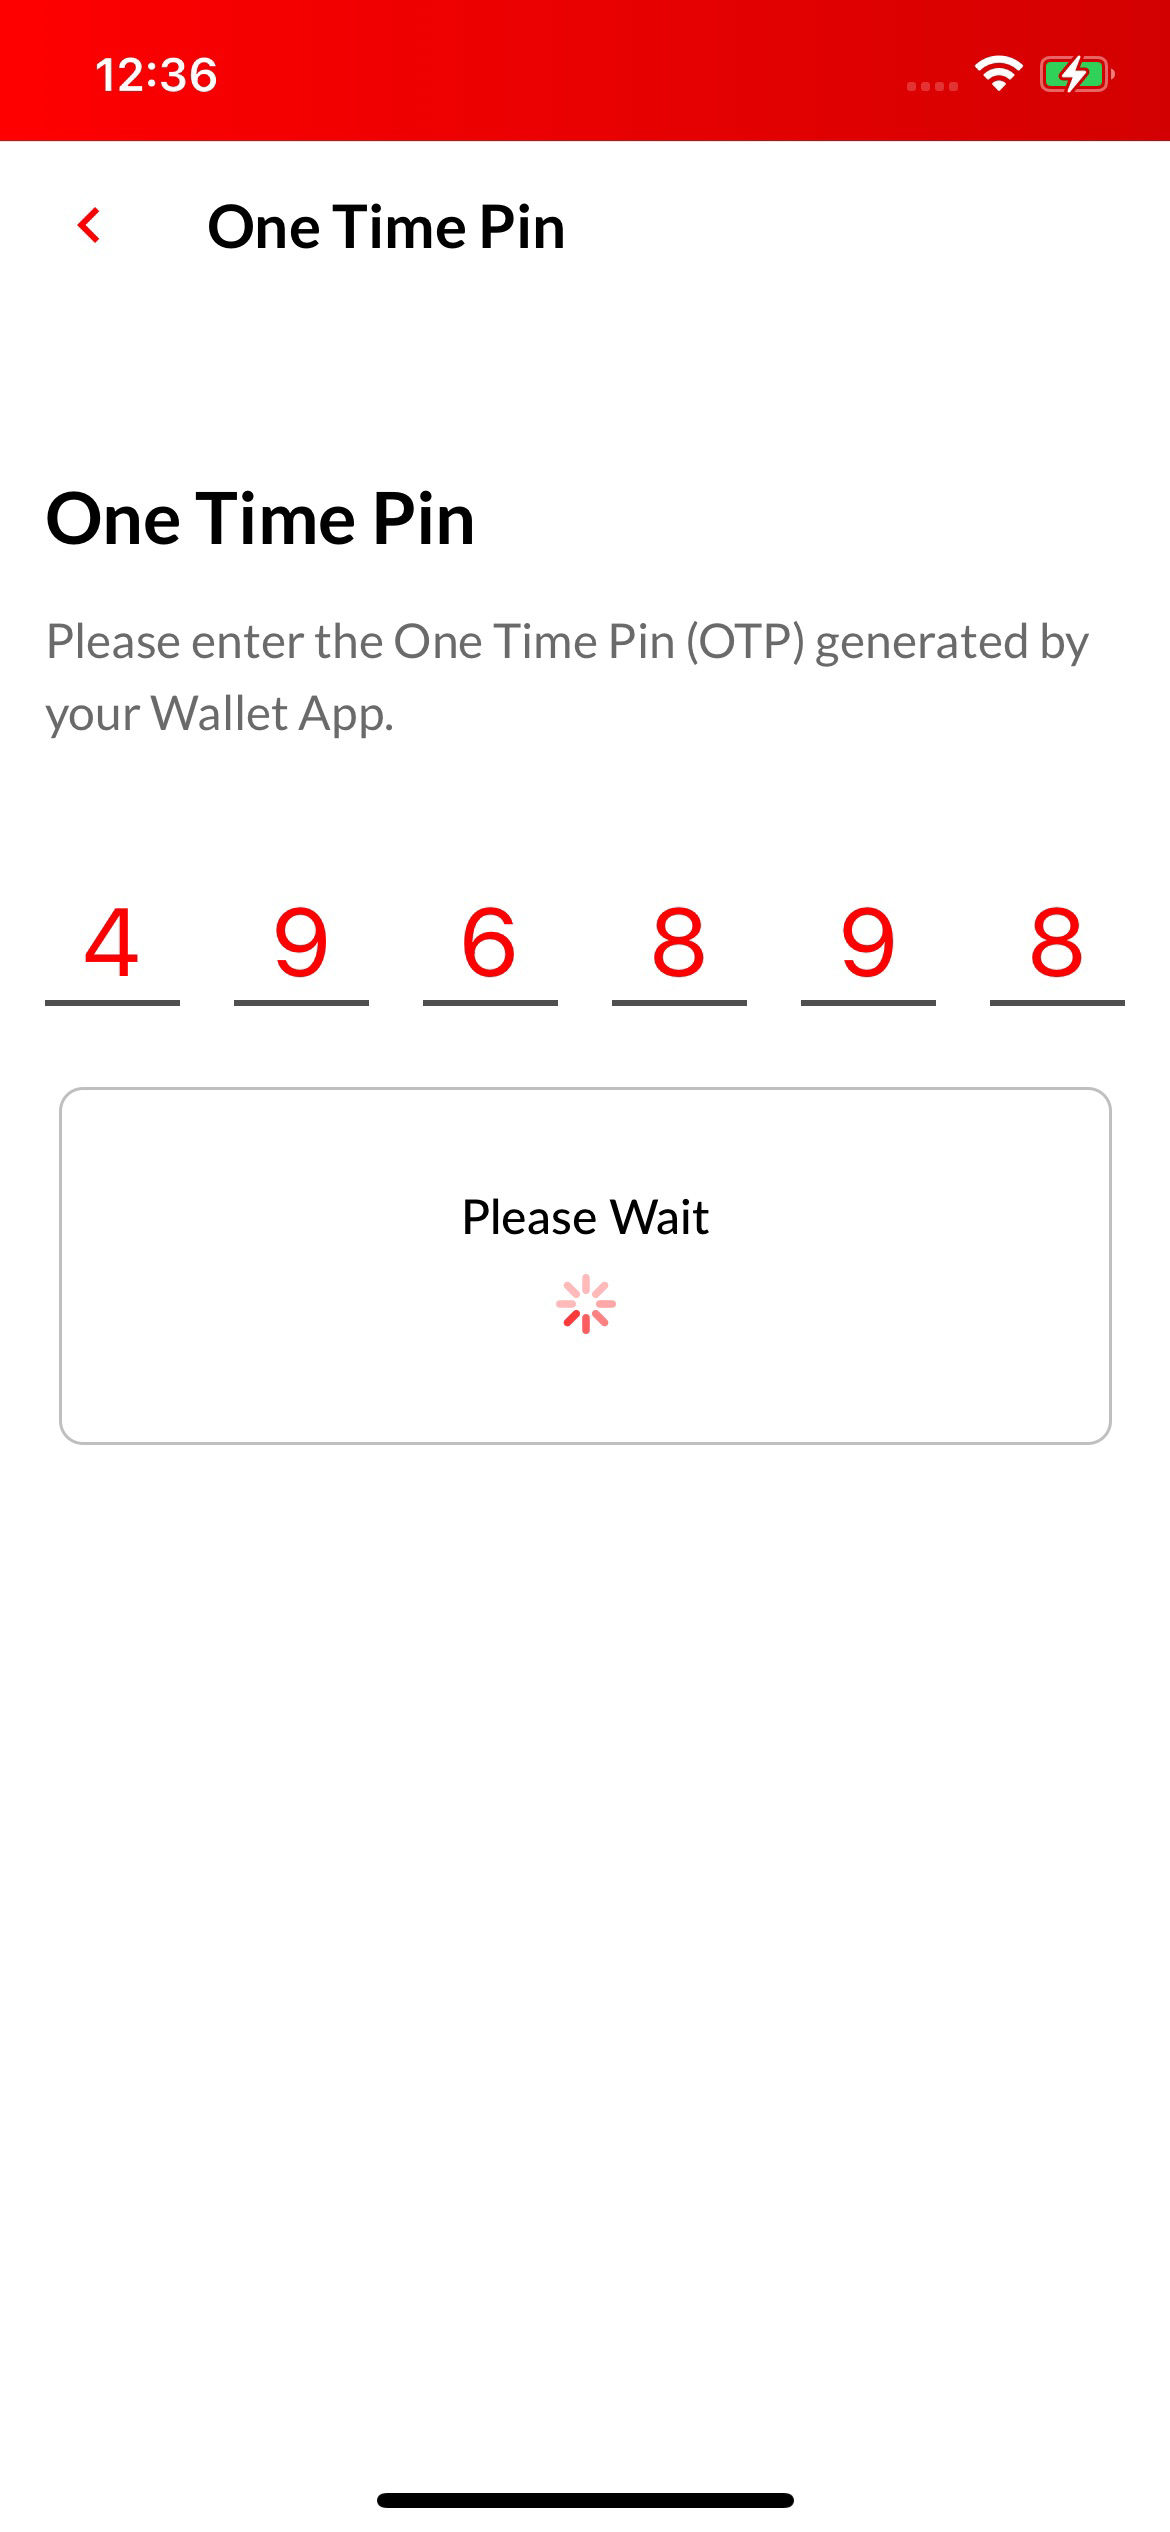 12:36
One Time Pin
One Time Pin
Please enter the One Time Pin (OTP) generated by
your Wallet App.
4 9 6 8 9 8
Please Wait